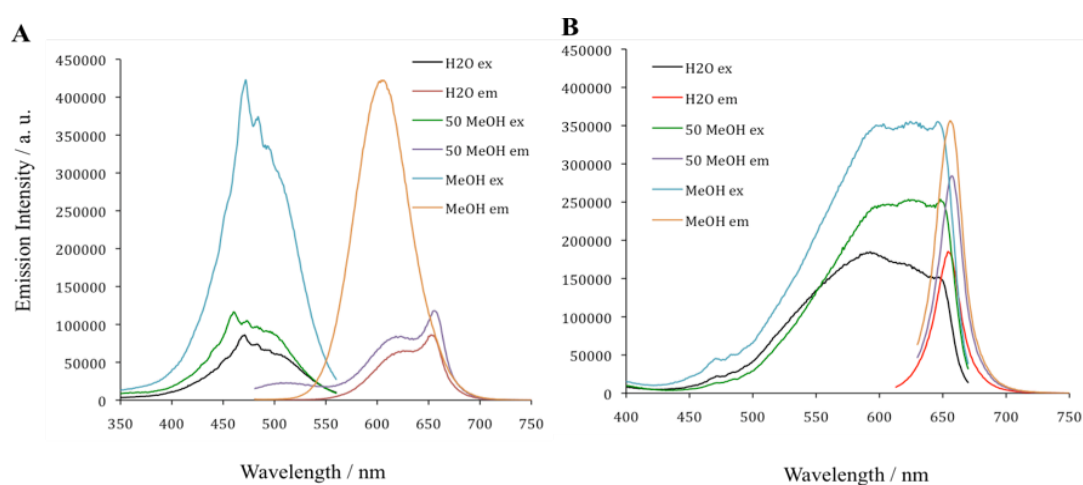 A
B
450000
400000
350000
300000
250000
200000
150000
100000
50000
0
350 400 450 500 550 600 650 700 750
Emission Intensity / a. u.
Wavelength / nm
H2O ex
H2O em
50 MeOH ex
50 MeOH em
MeOH ex
MeOH em
450000
400000
350000
300000
250000
200000
150000
100000
50000
0
400 450 500 550 600 650 700 750
Wavelength / nm
H2O ex
H2O em
50 MeOH ex
50 MeOH em
MeOH ex
MeOH em